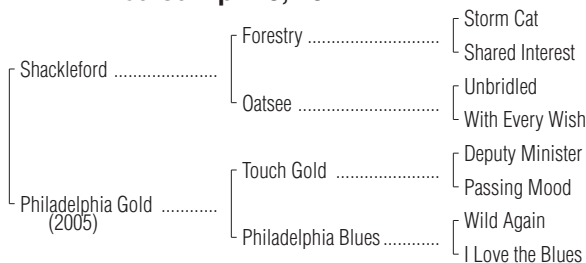 Storm Cat
Forestry ........................................
Shared Interest
Shackleford ......................
Unbridled
Oatsee ...........................................
With Every Wish
Deputy Minister
Touch Gold ..................................
Passing Mood
Philadelphia Gold ............
(2005)
Wild Again
Philadelphia Blues ................
I Love the Blues